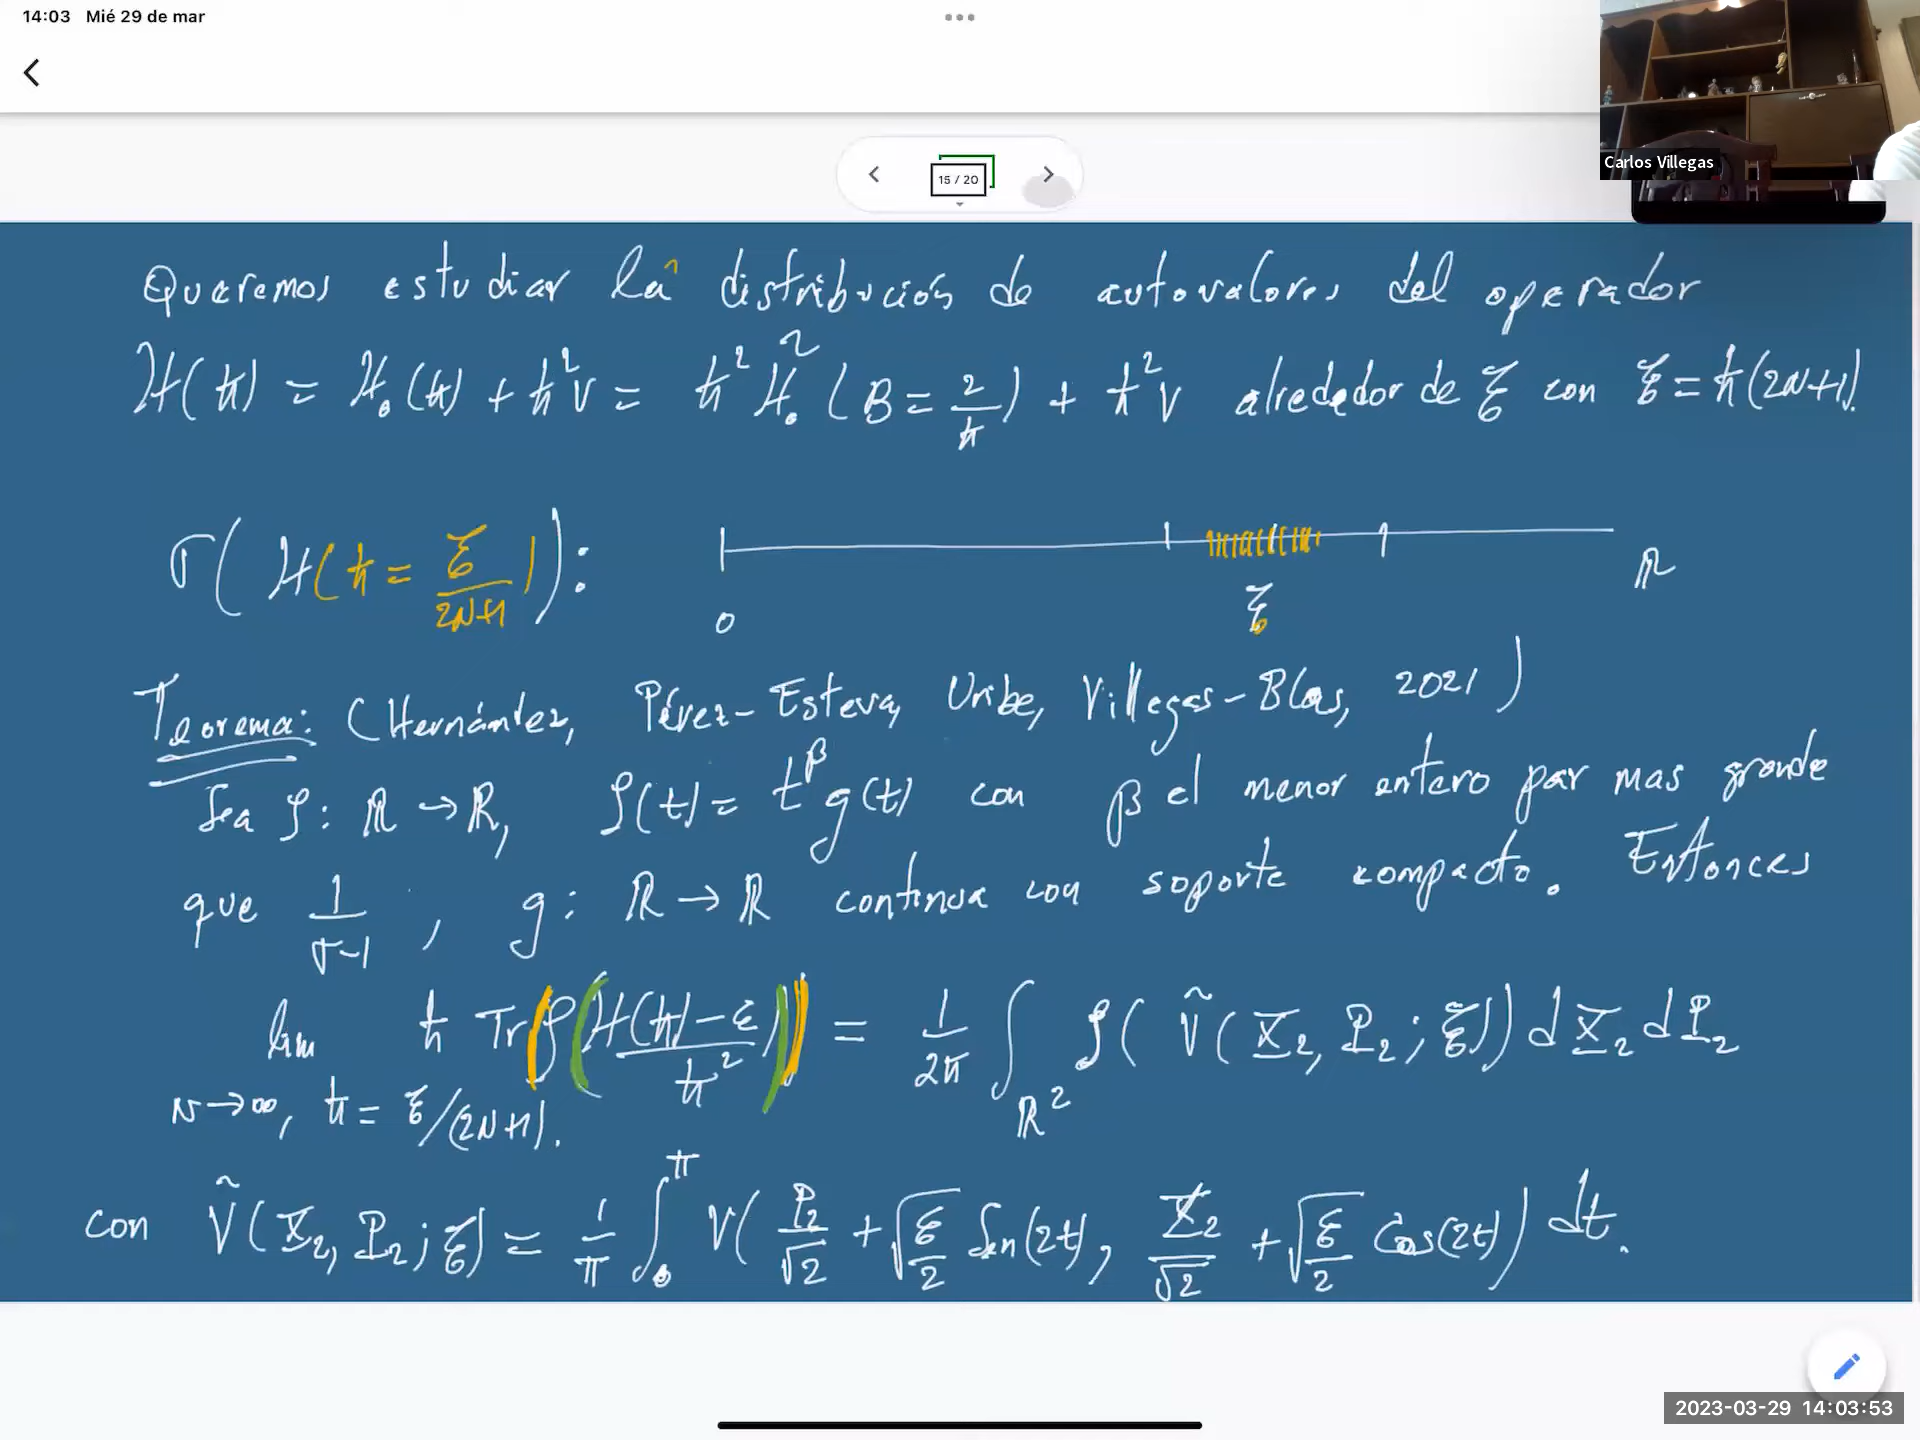 14:03 Mié 29 de mar
Carlos Villegas
15 / 20
Queremos estudiar la distribución de autovalores del operador
H(ħ) = H₀(ħ) + ħ²V = ħ² H̃₀ (B = 2/ħ) + ħ²V alrededor de ξ con ξ = ħ(2N+1).
σ( H(ħ = ξ/(2N+1)) ):
0 ξ ℝ
Teorema: (Hernández, Pérez-Esteva, Uribe, Villegas-Blas, 2021)
Sea ρ: ℝ → ℝ, ρ(t) = t^β g(t) con β el menor entero par mas grande
que 1/(σ-1), g: ℝ → ℝ continua con soporte compacto. Entonces
lim ħ Tr(ρ((H(ħ) - ξ)/ħ²)) = 1/2π ∫ ρ( Ṽ(X₂, P₂; ξ)) dX₂ dP₂
N→∞, ħ = ξ/(2N+1). ℝ²
con Ṽ(X₂, P₂; ξ) = 1/π ∫₀^π V( P₂/√2 + √(ξ/2) Sen(2t), X₂/√2 + √(ξ/2) Cos(2t) ) dt.
2023-03-29 14:03:53